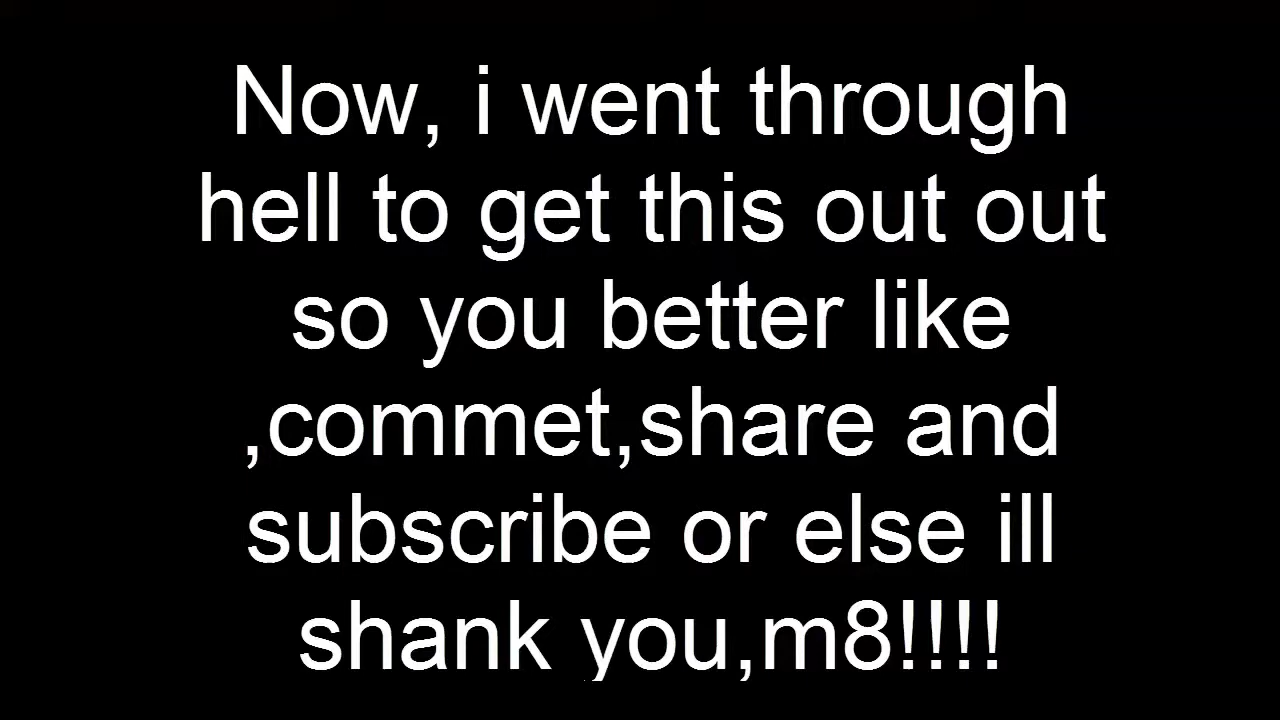 Now, i went through
hell to get this out out
so you better like
,commet,share and
subscribe or else ill
shank you,m8!!!!